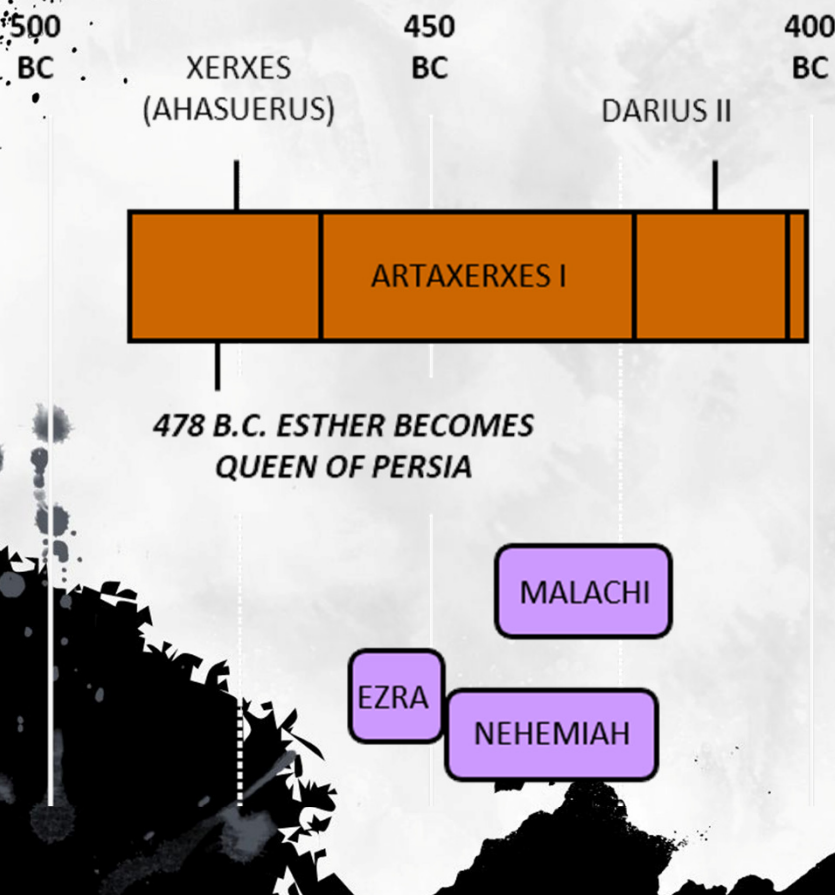 500
BC
450
BC
400
BC
XERXES
(AHASUERUS)
DARIUS II
ARTAXERXES I
478 B.C. ESTHER BECOMES
QUEEN OF PERSIA
MALACHI
EZRA
NEHEMIAH